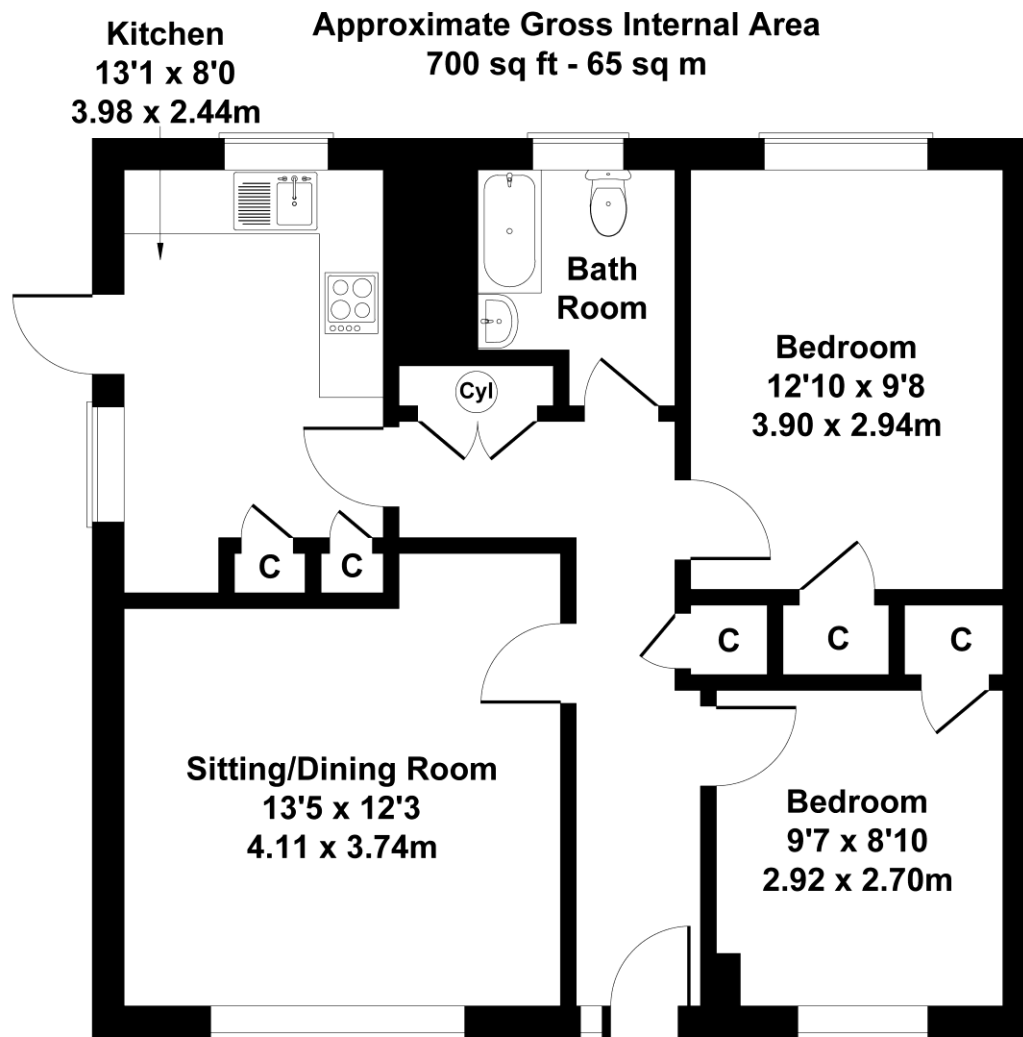 Approximate Gross Internal Area
700 sq ft - 65 sq m
Kitchen
13'1 x 8'0
3.98 x 2.44m
Bath
Room
Cyl
Bedroom
12'10 x 9'8
3.90 x 2.94m
C
C
C
C
C
Sitting/Dining Room
13'5 x 12'3
4.11 x 3.74m
Bedroom
9'7 x 8'10
2.92 x 2.70m